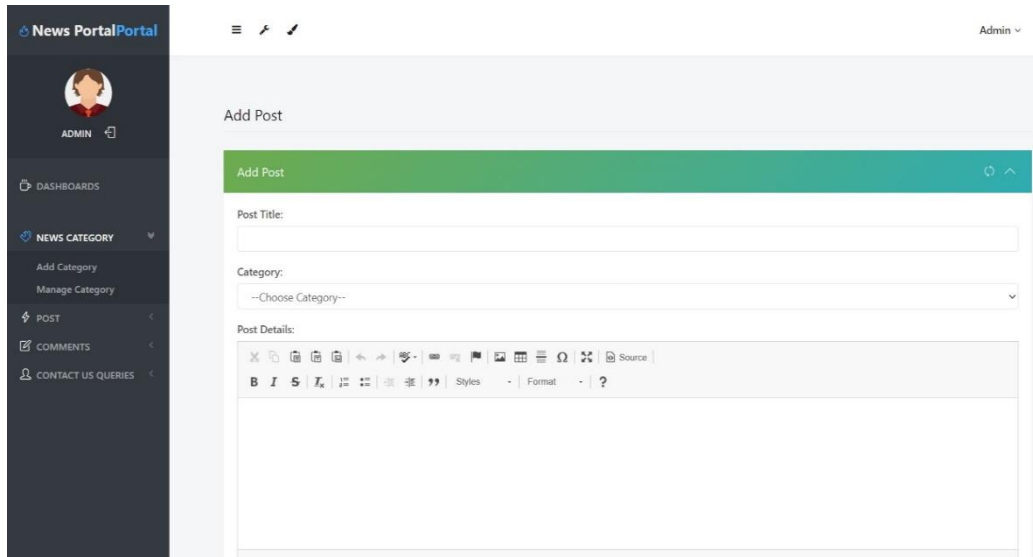 News PortalPortal
Admin
ADMIN
DASHBOARDS
NEWS CATEGORY
Add Category
Manage Category
POST
COMMENTS
CONTACT US QUERIES
Add Post
Add Post
Post Title:
Category:
--Choose Category--
Post Details:
Ω Source
B I S Ix Styles Format ?